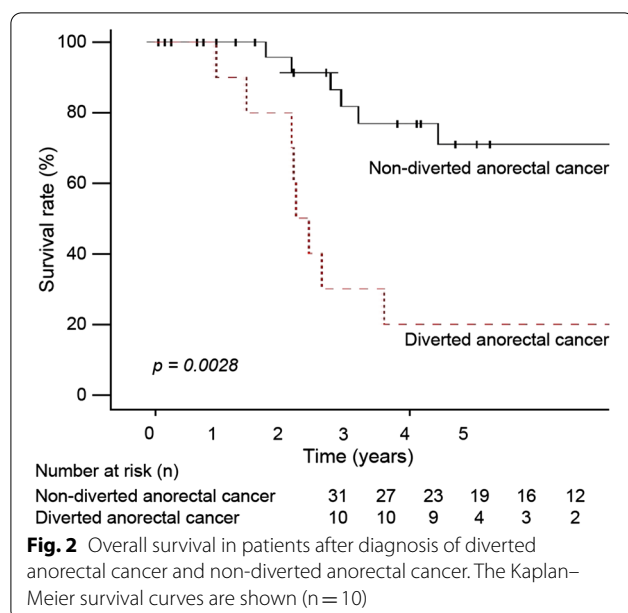 100
80
60
40
20
0
Survival rate (%)
Non-diverted anorectal cancer
Diverted anorectal cancer
p = 0.0028
0 1 2 3 4 5
Time (years)
Number at risk (n)
Non-diverted anorectal cancer 31 27 23 19 16 12
Diverted anorectal cancer 10 10 9 4 3 2
Fig. 2 Overall survival in patients after diagnosis of diverted
anorectal cancer and non-diverted anorectal cancer. The Kaplan–
Meier survival curves are shown (n = 10)